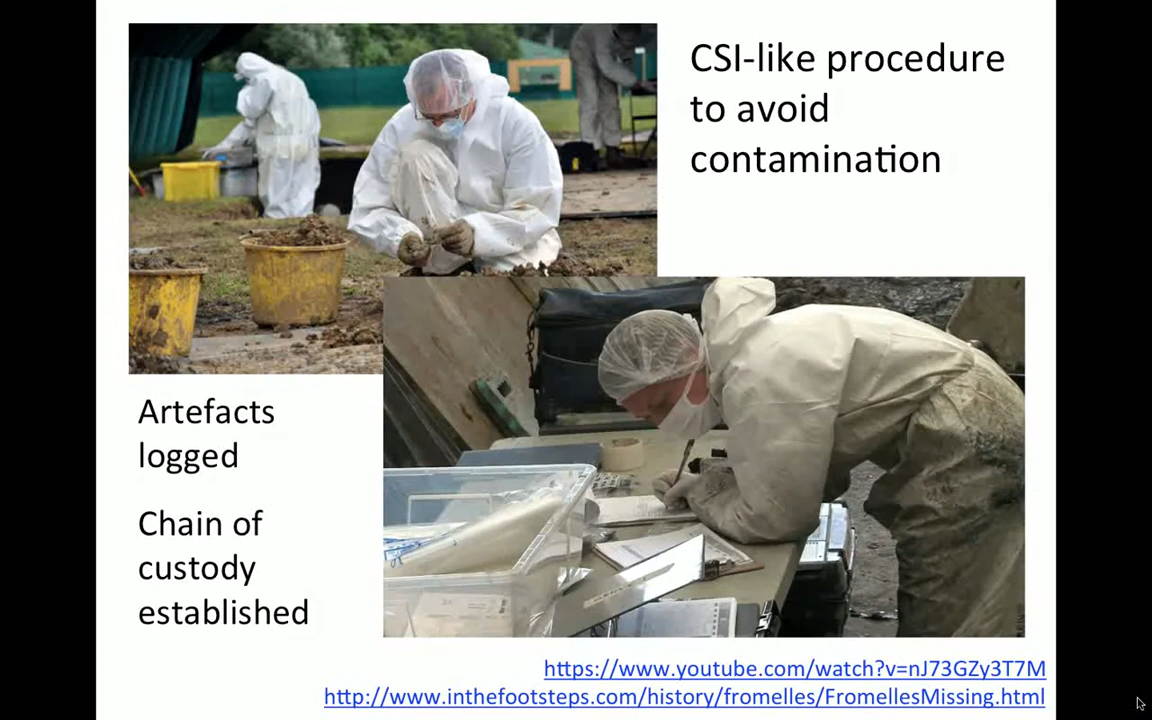 CSI-like procedure
to avoid
contamination
Artefacts
logged
Chain of
custody
established
https://www.youtube.com/watch?v=nJ73GZy3T7M
http://www.inthefootsteps.com/history/fromelles/FromellesMissing.html